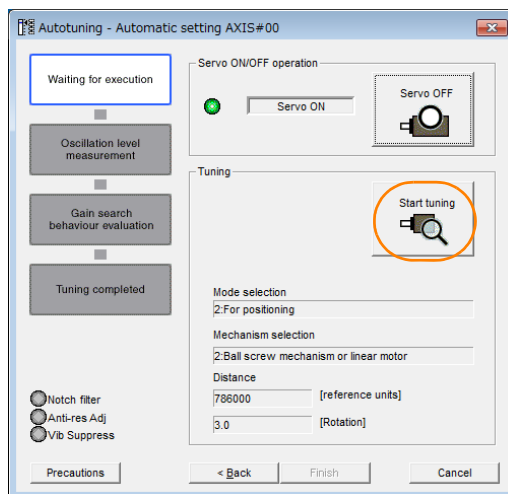 Autotuning - Automatic setting AXIS#00
Waiting for execution
Oscillation level
measurement
Gain search
behaviour evaluation
Tuning completed
Notch filter
Anti-res Adj
Vib Suppress
Servo ON/OFF operation
Servo ON
Servo OFF
Tuning
Start tuning
Mode selection
2:For positioning
Mechanism selection
2:Ball screw mechanism or linear motor
Distance
786000 [reference units]
3.0 [Rotation]
Precautions < Back Finish Cancel